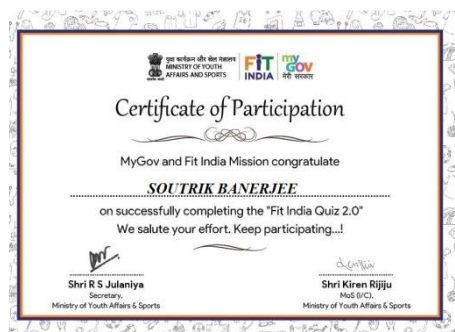 युवा कार्यक्रम और खेल मंत्रालय
MINISTRY OF YOUTH
AFFAIRS AND SPORTS
FIT
INDIA
my
GOV
मेरी सरकार
Certificate of Participation
MyGov and Fit India Mission congratulate
SOUTRIK BANERJEE
on successfully completing the "Fit India Quiz 2.0"
We salute your effort. Keep participating...!
Shri R S Julaniya
Secretary,
Ministry of Youth Affairs & Sports
Shri Kiren Rijiju
MoS (I/C),
Ministry of Youth Affairs & Sports